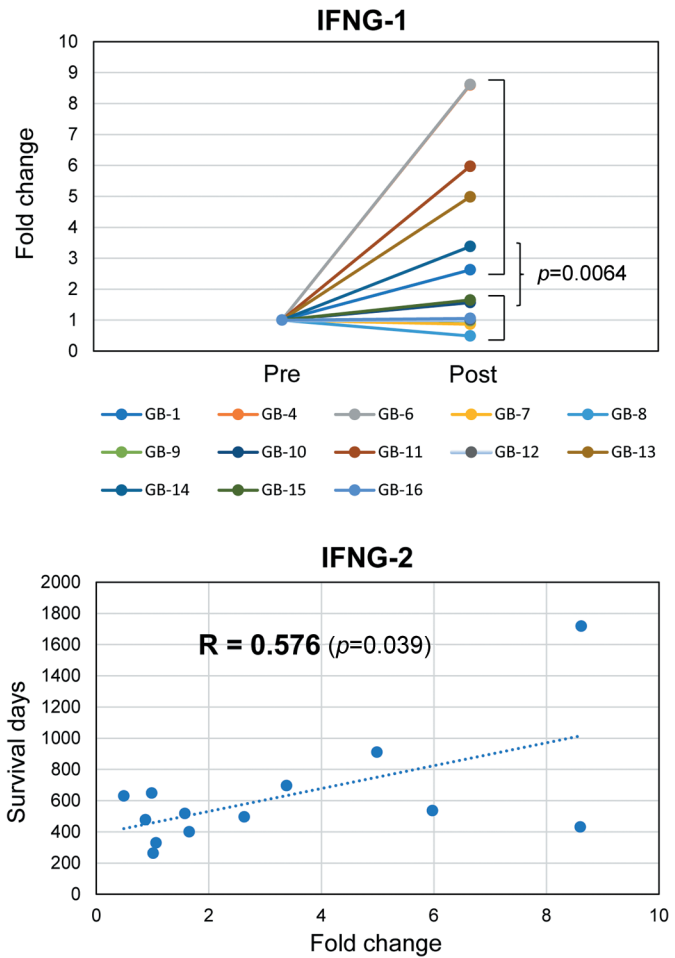 IFNG-1
10
9
8
7
6
5
4
3
2
1
0
Fold change
p=0.0064
Pre Post
GB-1 GB-4 GB-6 GB-7 GB-8
GB-9 GB-10 GB-11 GB-12 GB-13
GB-14 GB-15 GB-16
IFNG-2
2000
1800
1600
1400
1200
1000
800
600
400
200
0
Survival days
R = 0.576 (p=0.039)
0 2 4 6 8 10
Fold change